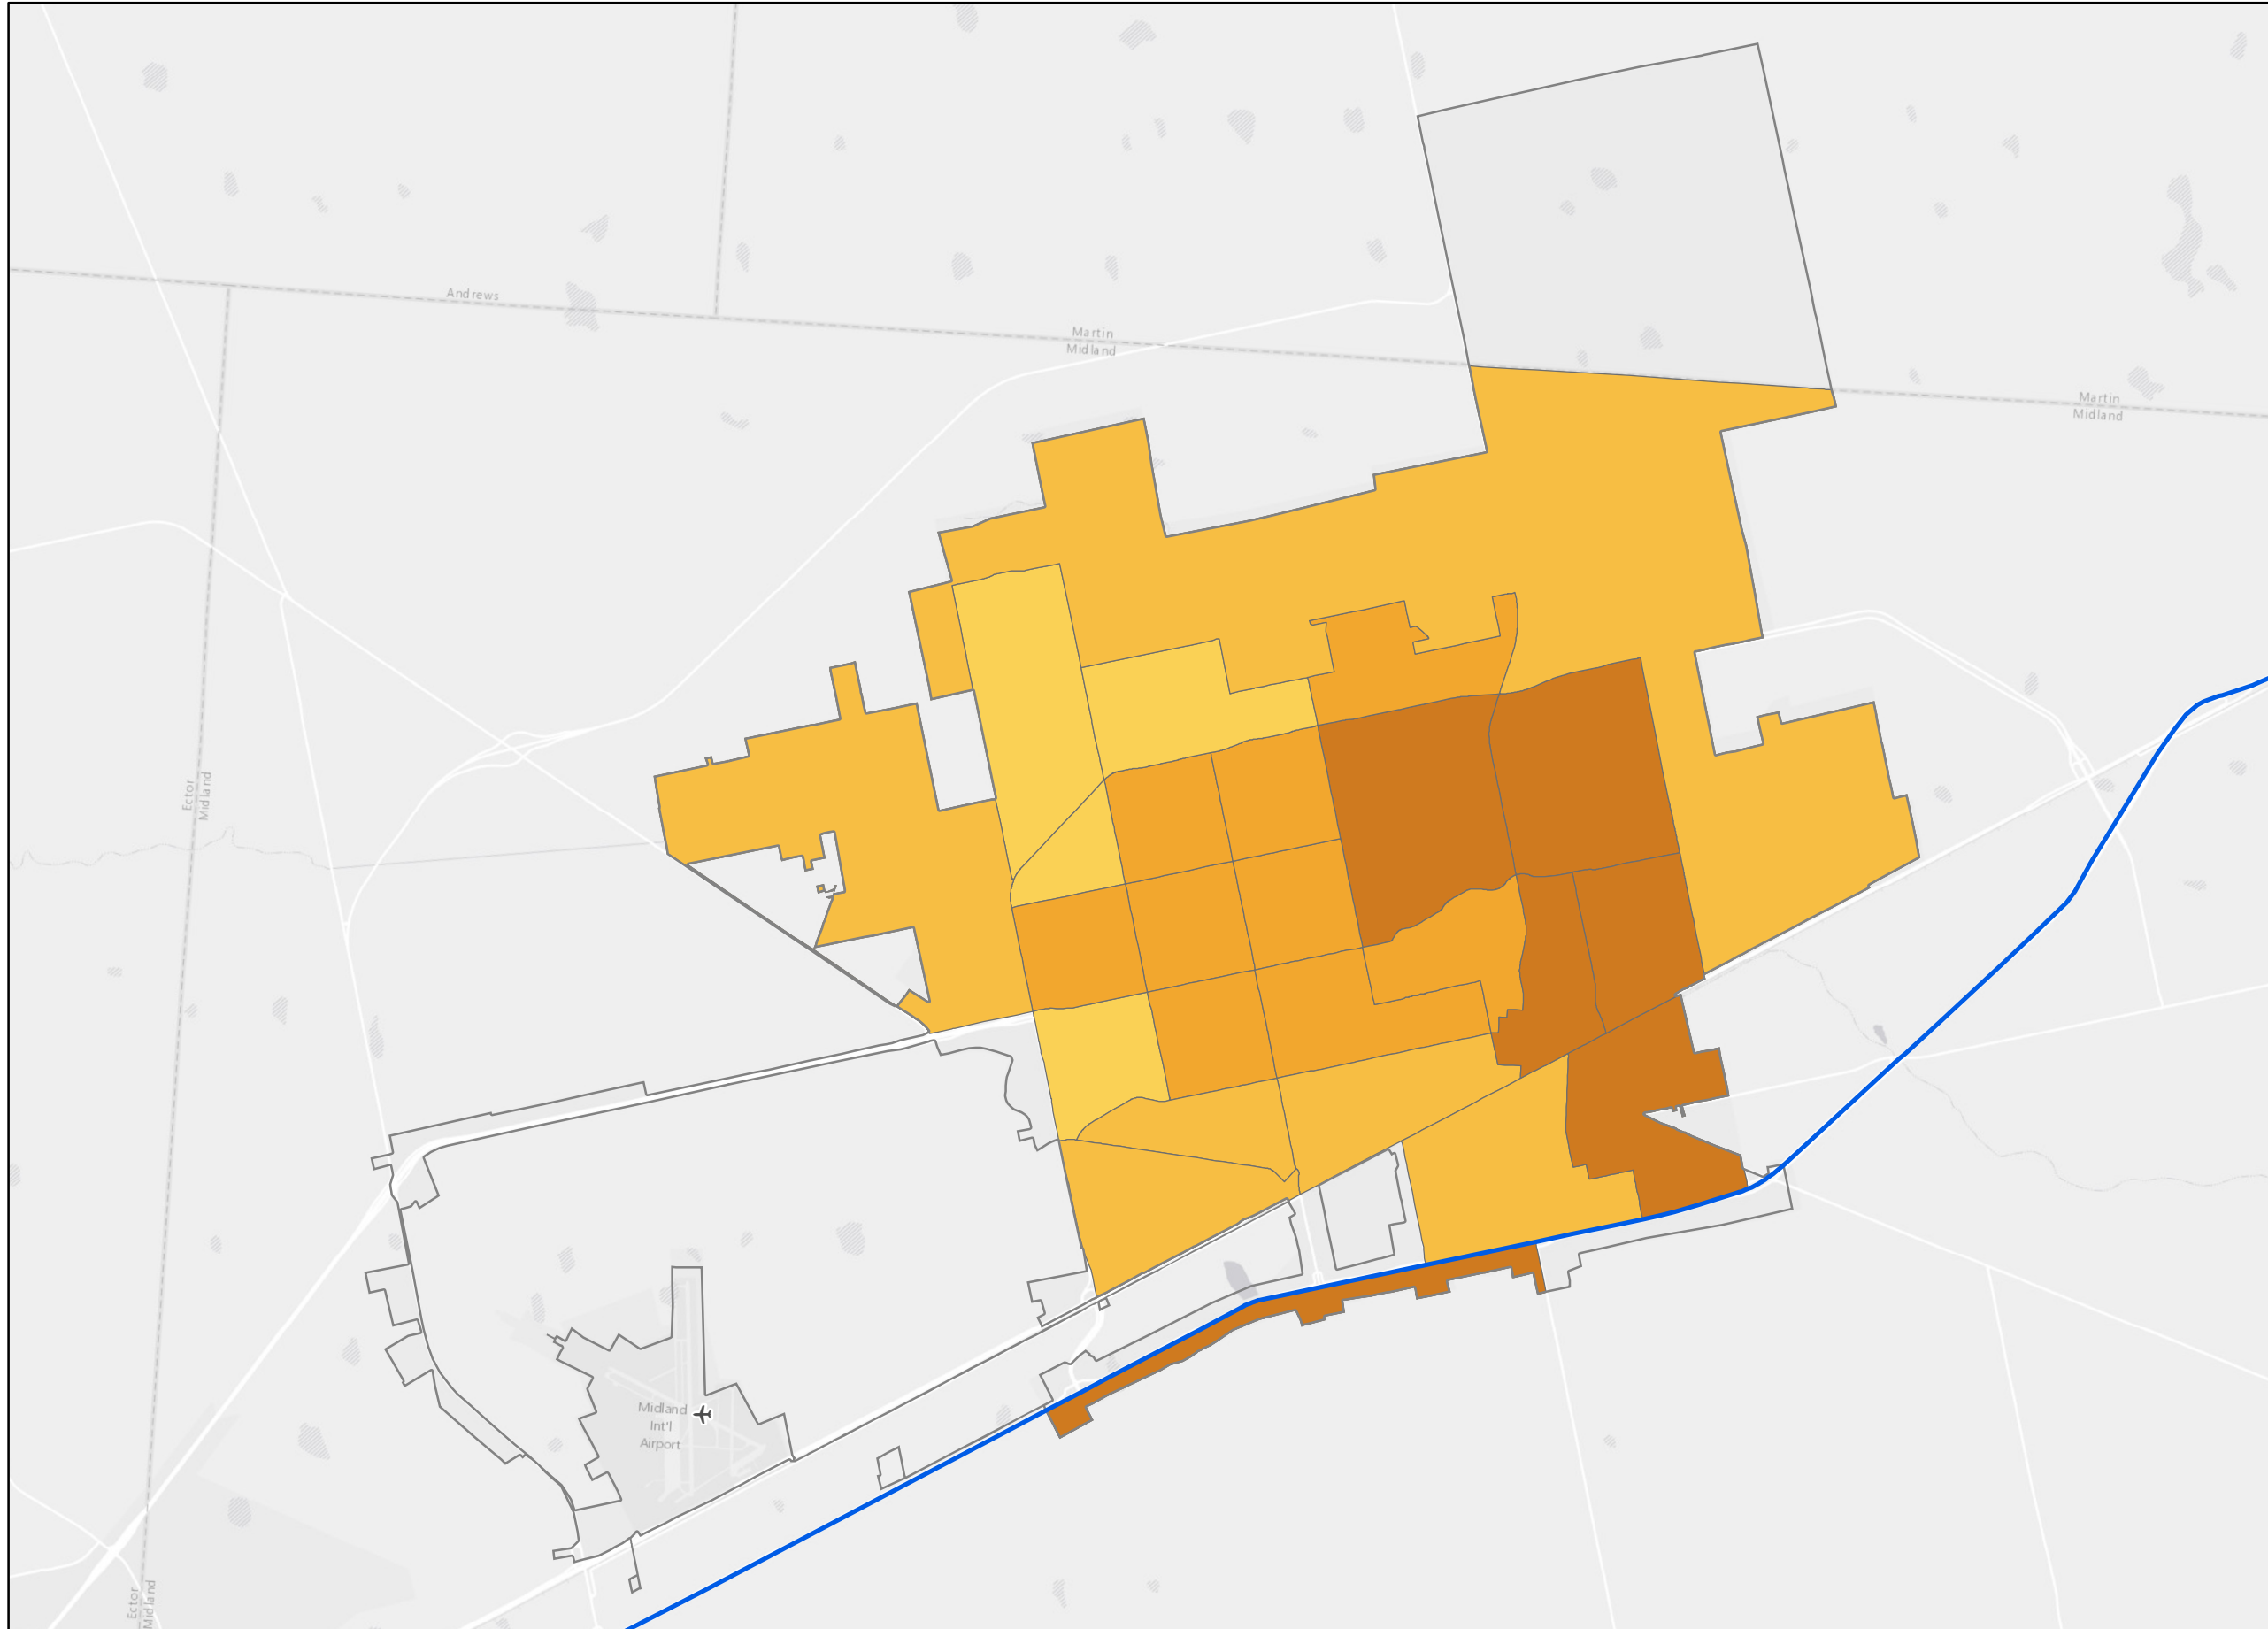 Andrews
Martin
Midland
Martin
Midland
Ector
Midland
Midland
Int'l
Airport
Ector
Midland